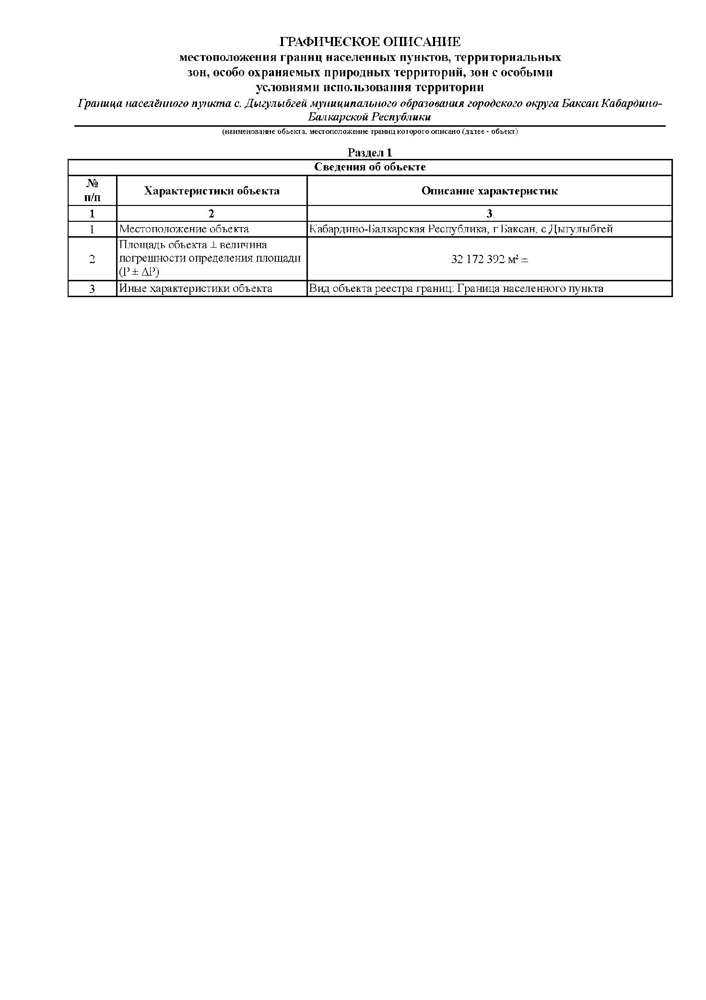 ГРАФИЧЕСКОЕ ОПИСАНИЕ
местоположения границ населенных пунктов, территориальных
зон, особо охраняемых природных территорий, зон с особыми
условиями использования территории
Граница населённого пункта с. Дыгулыбгей муниципального образования городского округа Баксан Кабардино-
Балкарской Республики
(наименование объекта, местоположение границ которого описано (далее - объект)
Раздел 1
Сведения об объекте
№
п/п
Характеристики объекта
Описание характеристик
1 2 3
1 Местоположение объекта Кабардино-Балкарская Республика, г Баксан, с Дыгулыбгей
2 Площадь объекта ± величина
погрешности определения площади
(P ± ΔP)
32 172 392 м² ±
3 Иные характеристики объекта Вид объекта реестра границ: Граница населенного пункта